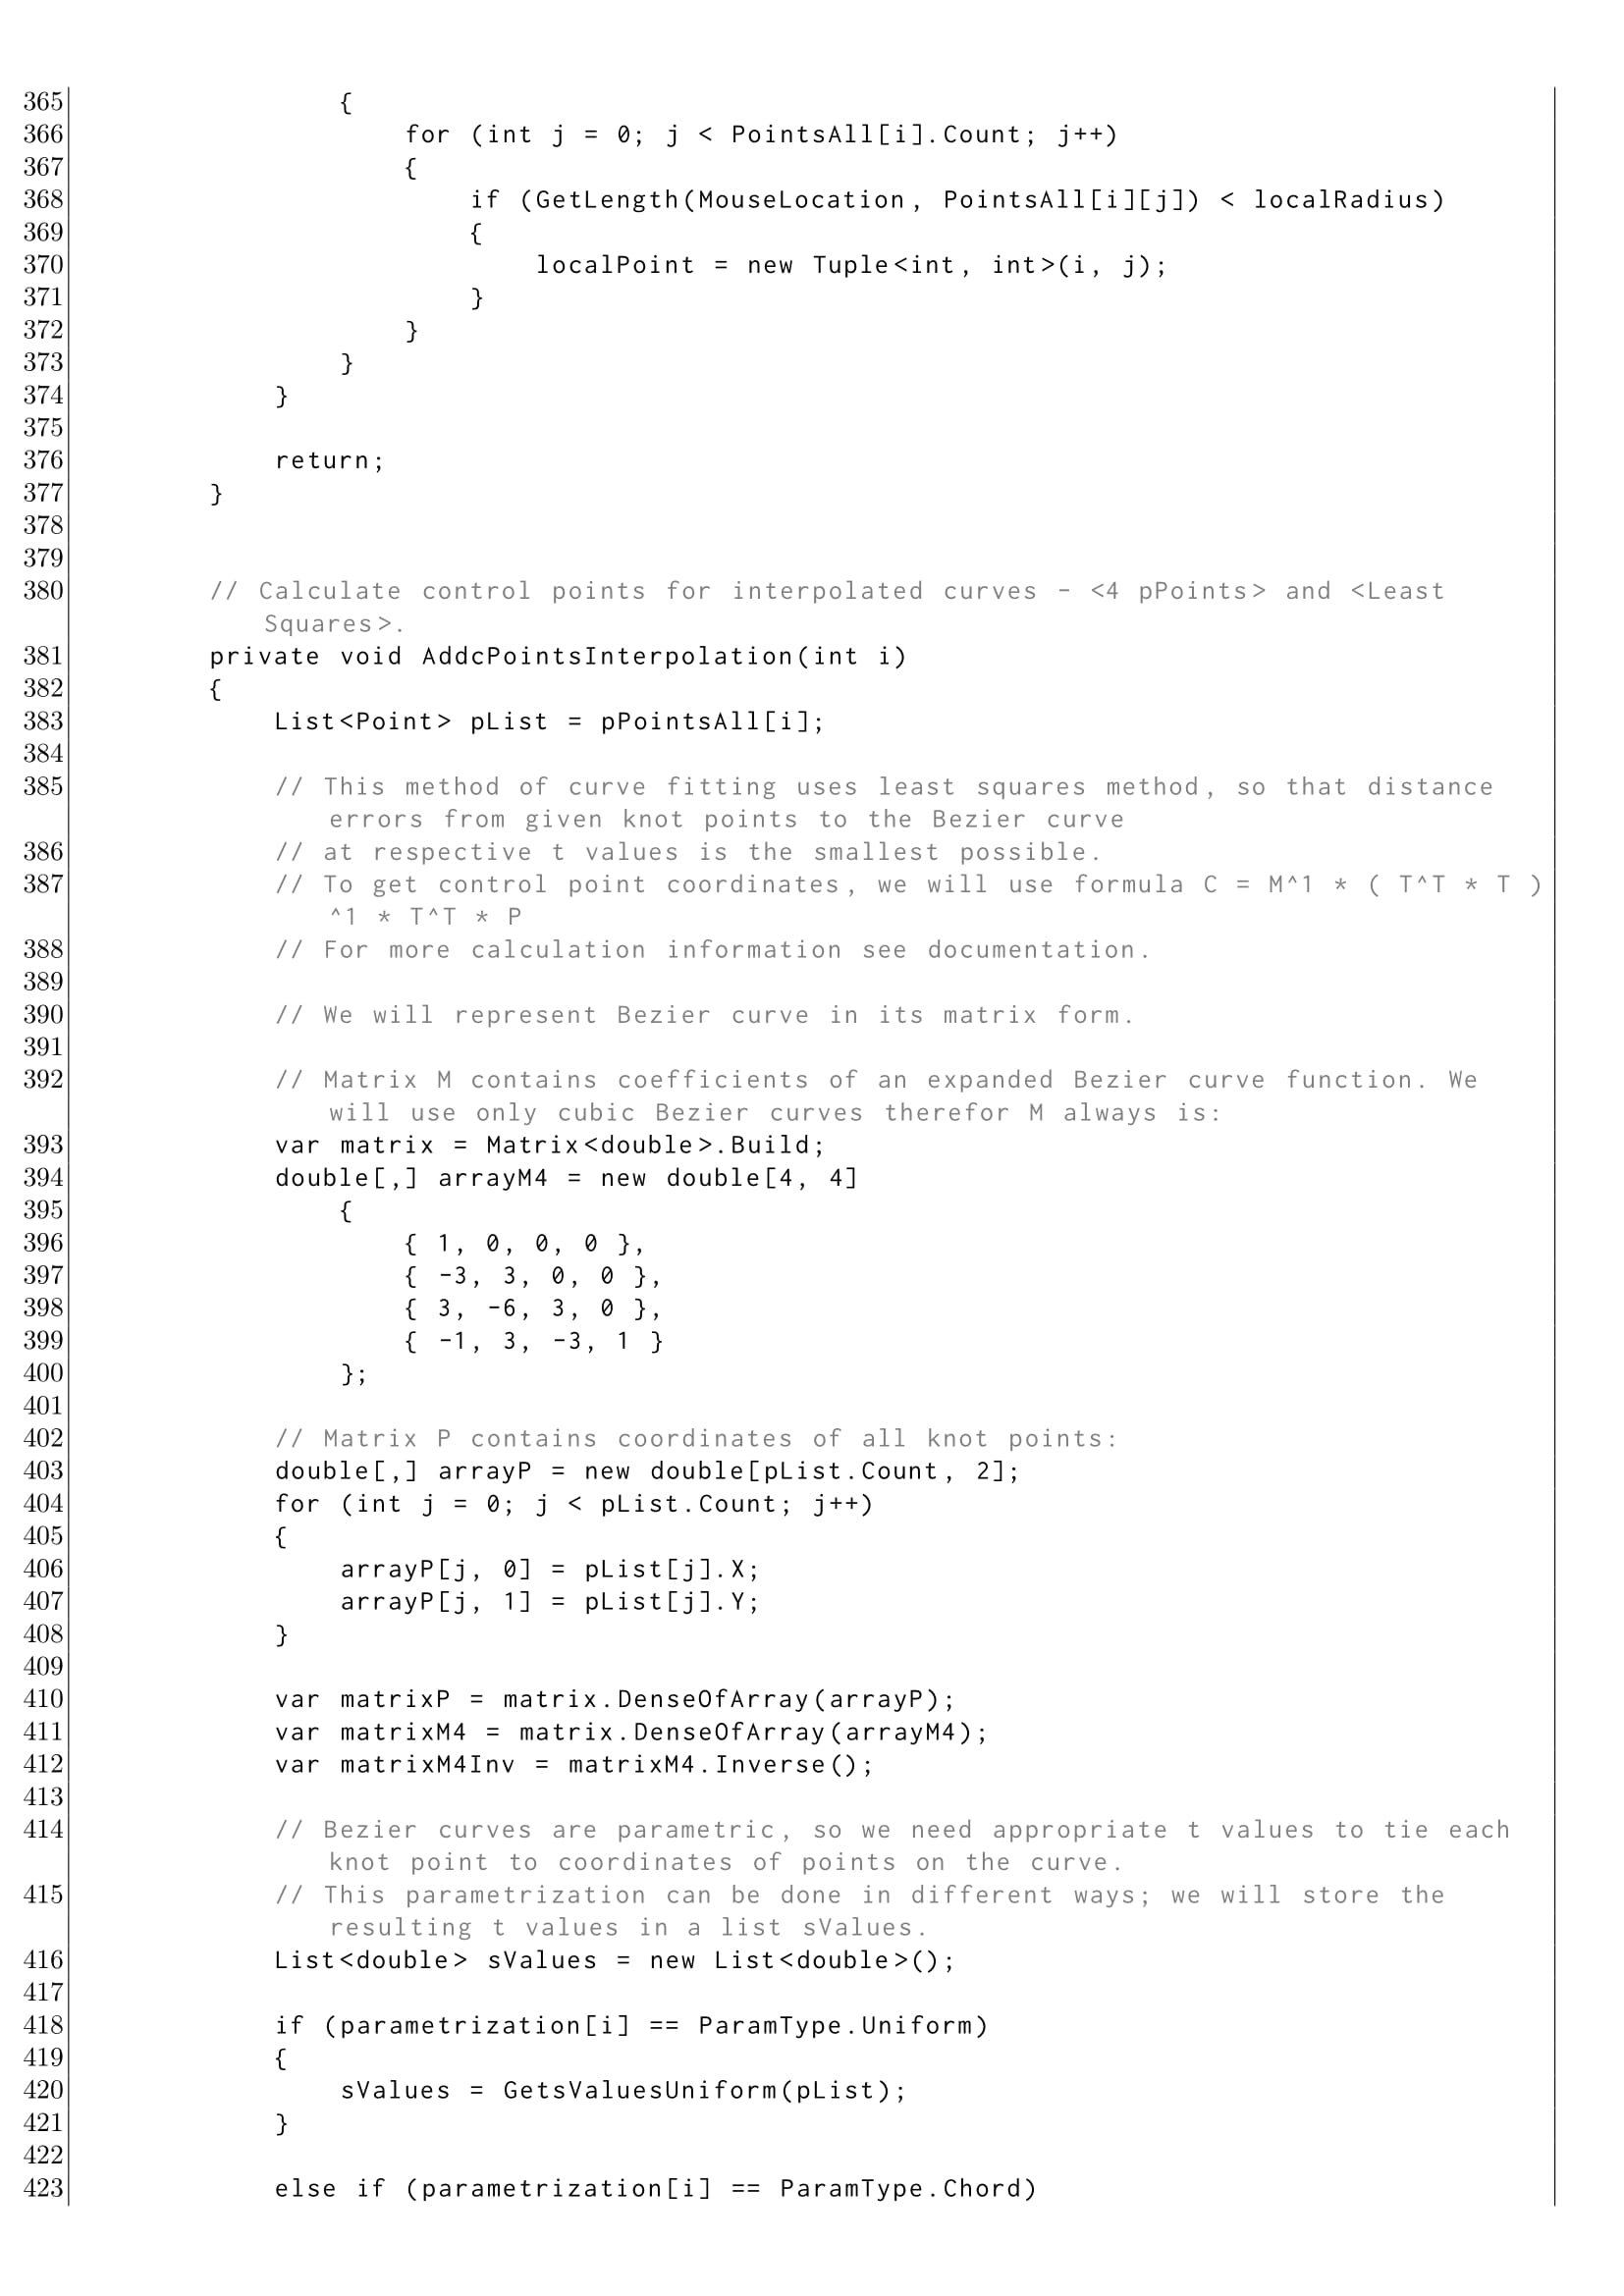 365 {
366 for (int j = 0; j < PointsAll[i].Count; j++)
367 {
368 if (GetLength(MouseLocation, PointsAll[i][j]) < localRadius)
369 {
370 localPoint = new Tuple<int, int>(i, j);
371 }
372 }
373 }
374 }
375
376 return;
377 }
378
379
380 // Calculate control points for interpolated curves - <4 pPoints> and <Least
Squares>.
381 private void AddcPointsInterpolation(int i)
382 {
383 List<Point> pList = pPointsAll[i];
384
385 // This method of curve fitting uses least squares method, so that distance
errors from given knot points to the Bezier curve
386 // at respective t values is the smallest possible.
387 // To get control point coordinates, we will use formula C = M^1 * ( T^T * T )
^1 * T^T * P
388 // For more calculation information see documentation.
389
390 // We will represent Bezier curve in its matrix form.
391
392 // Matrix M contains coefficients of an expanded Bezier curve function. We
will use only cubic Bezier curves therefor M always is:
393 var matrix = Matrix<double>.Build;
394 double[,] arrayM4 = new double[4, 4]
395 {
396 { 1, 0, 0, 0 },
397 { -3, 3, 0, 0 },
398 { 3, -6, 3, 0 },
399 { -1, 3, -3, 1 }
400 };
401
402 // Matrix P contains coordinates of all knot points:
403 double[,] arrayP = new double[pList.Count, 2];
404 for (int j = 0; j < pList.Count; j++)
405 {
406 arrayP[j, 0] = pList[j].X;
407 arrayP[j, 1] = pList[j].Y;
408 }
409
410 var matrixP = matrix.DenseOfArray(arrayP);
411 var matrixM4 = matrix.DenseOfArray(arrayM4);
412 var matrixM4Inv = matrixM4.Inverse();
413
414 // Bezier curves are parametric, so we need appropriate t values to tie each
knot point to coordinates of points on the curve.
415 // This parametrization can be done in different ways; we will store the
resulting t values in a list sValues.
416 List<double> sValues = new List<double>();
417
418 if (parametrization[i] == ParamType.Uniform)
419 {
420 sValues = GetsValuesUniform(pList);
421 }
422
423 else if (parametrization[i] == ParamType.Chord)